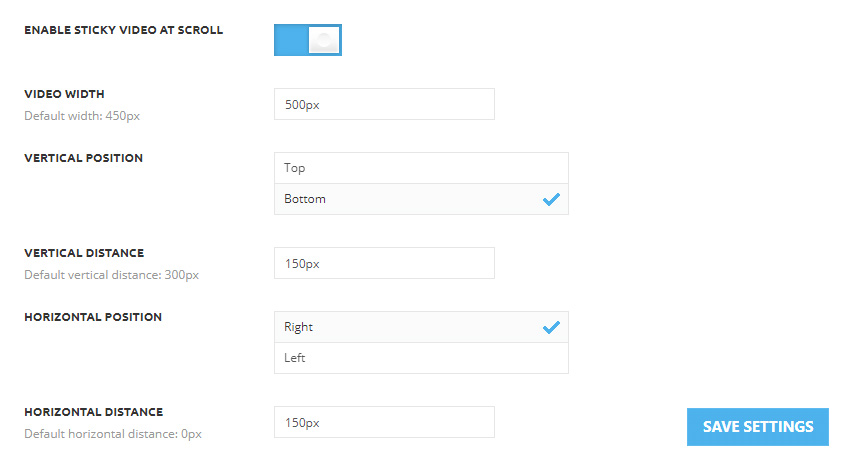 ENABLE STICKY VIDEO AT SCROLL
VIDEO WIDTH
Default width: 450px
500px
VERTICAL POSITION
Top
Bottom
VERTICAL DISTANCE
Default vertical distance: 300px
150px
HORIZONTAL POSITION
Right
Left
HORIZONTAL DISTANCE
Default horizontal distance: 0px
150px
SAVE SETTINGS